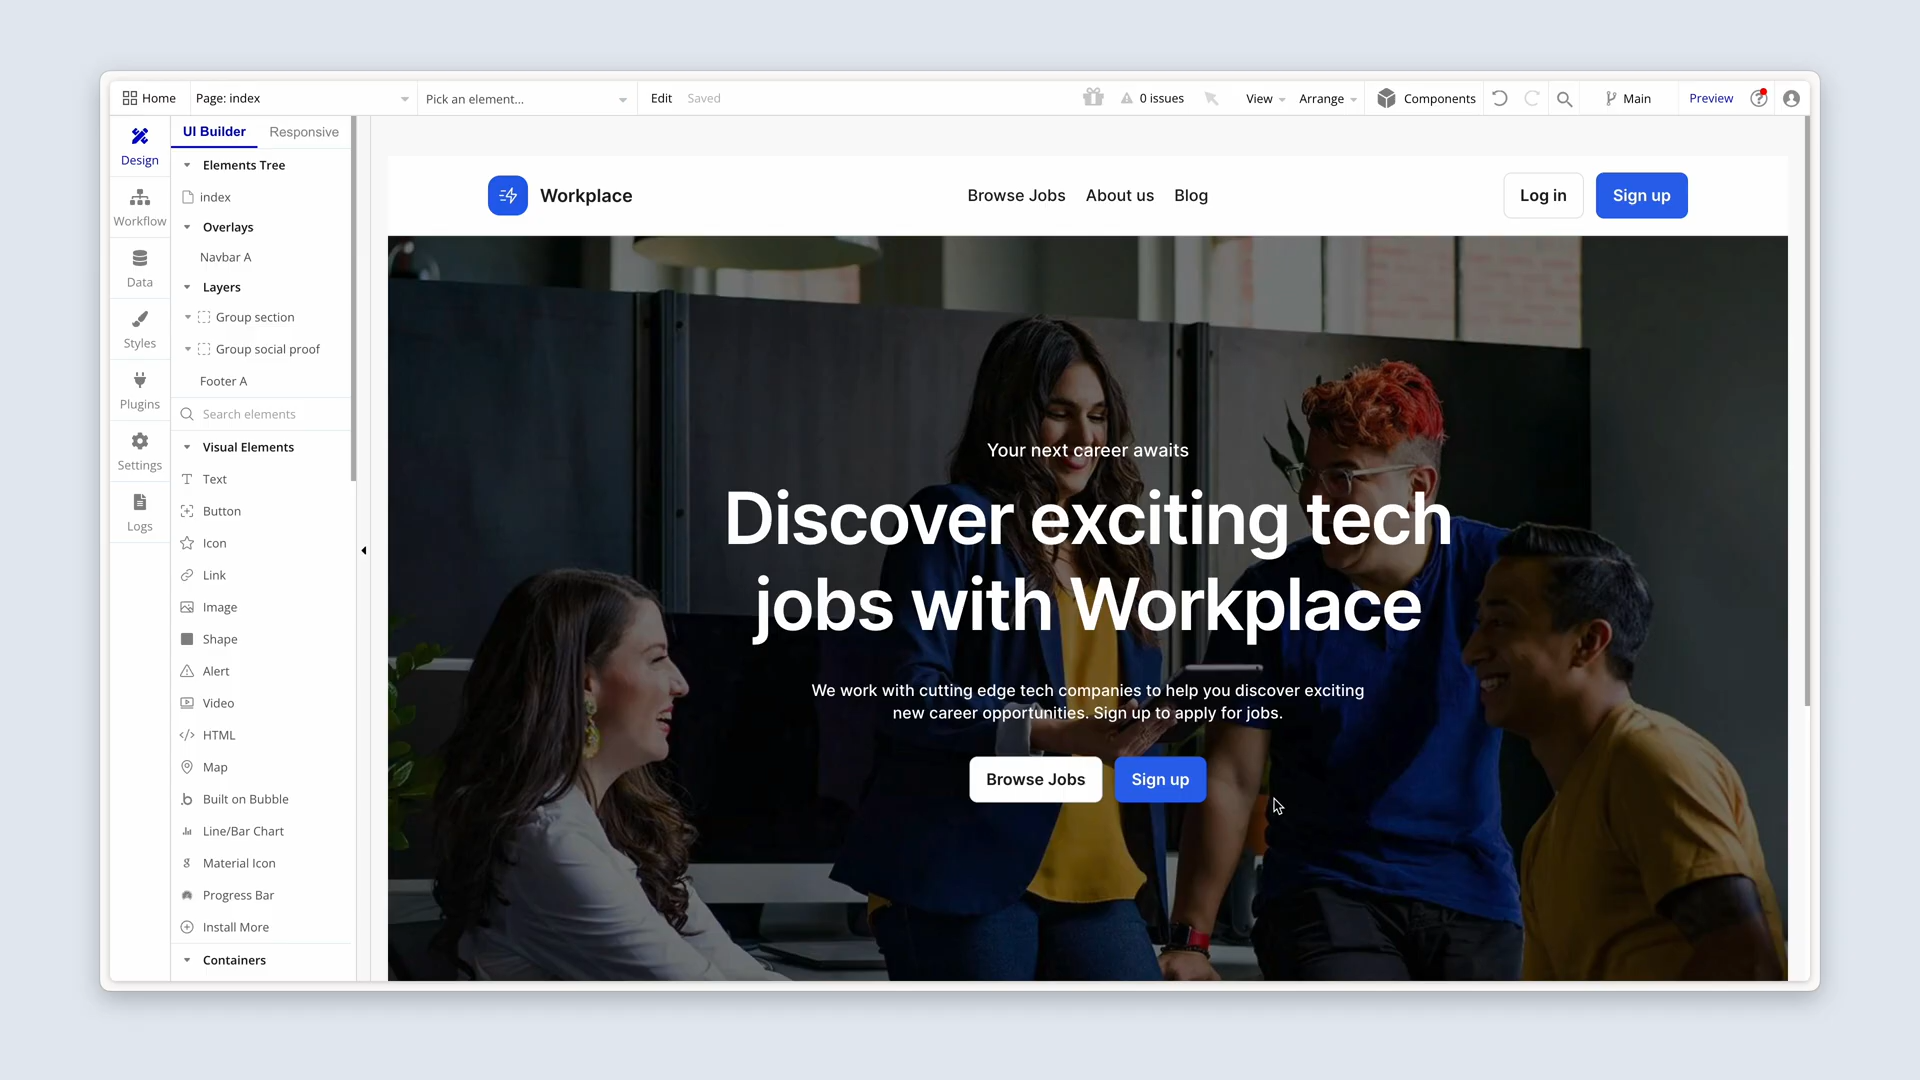 Home
Page: index
Pick an element...
Edit
Saved
0 issues
View
Arrange
Components
Main
Preview
Design
Workflow
Data
Styles
Plugins
Settings
Logs
UI Builder
Responsive
Elements Tree
index
Overlays
Navbar A
Layers
Group section
Group social proof
Footer A
Search elements
Visual Elements
Text
Button
Icon
Link
Image
Shape
Alert
Video
HTML
Map
Built on Bubble
Line/Bar Chart
Material Icon
Progress Bar
Install More
Containers
Workplace
Browse Jobs
About us
Blog
Log in
Sign up
Your next career awaits
Discover exciting tech
jobs with Workplace
We work with cutting edge tech companies to help you discover exciting
new career opportunities. Sign up to apply for jobs.
Browse Jobs
Sign up